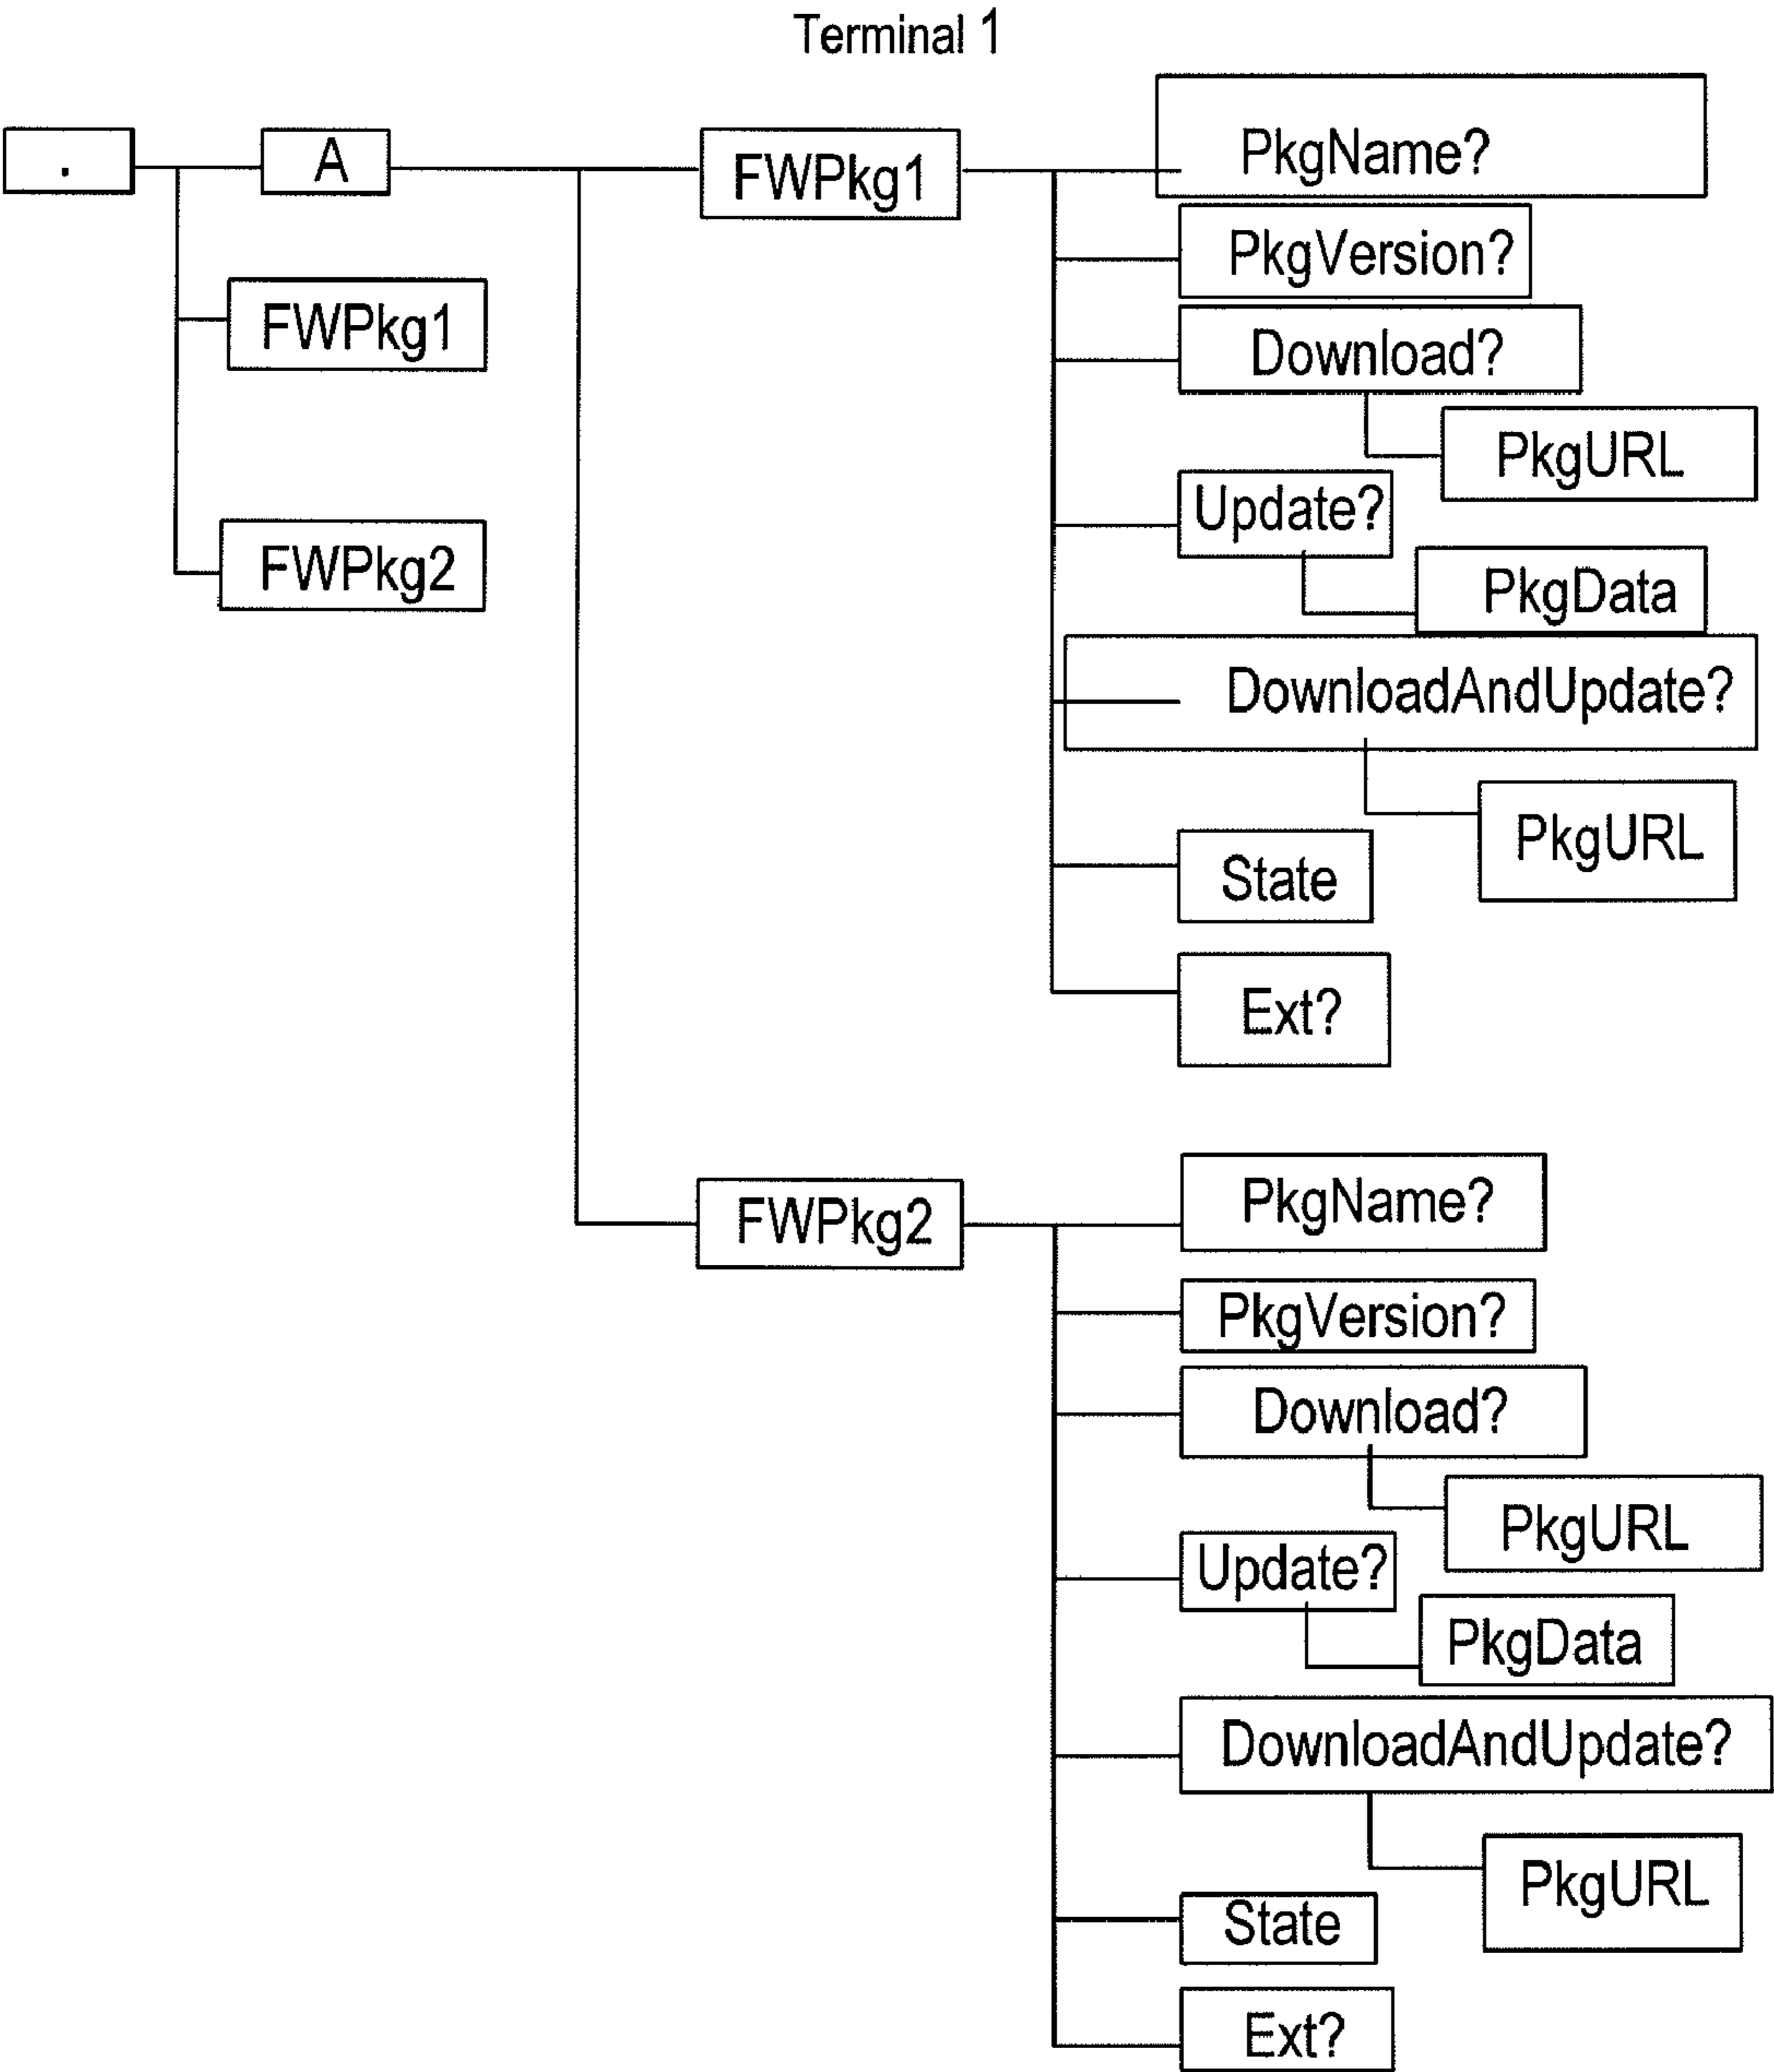 Terminal 1
.
A
FWPkg1
FWPkg2
FWPkg1
PkgName?
PkgVersion?
Download?
PkgURL
Update?
PkgData
DownloadAndUpdate?
PkgURL
State
Ext?
FWPkg2
PkgName?
PkgVersion?
Download?
PkgURL
Update?
PkgData
DownloadAndUpdate?
PkgURL
State
Ext?